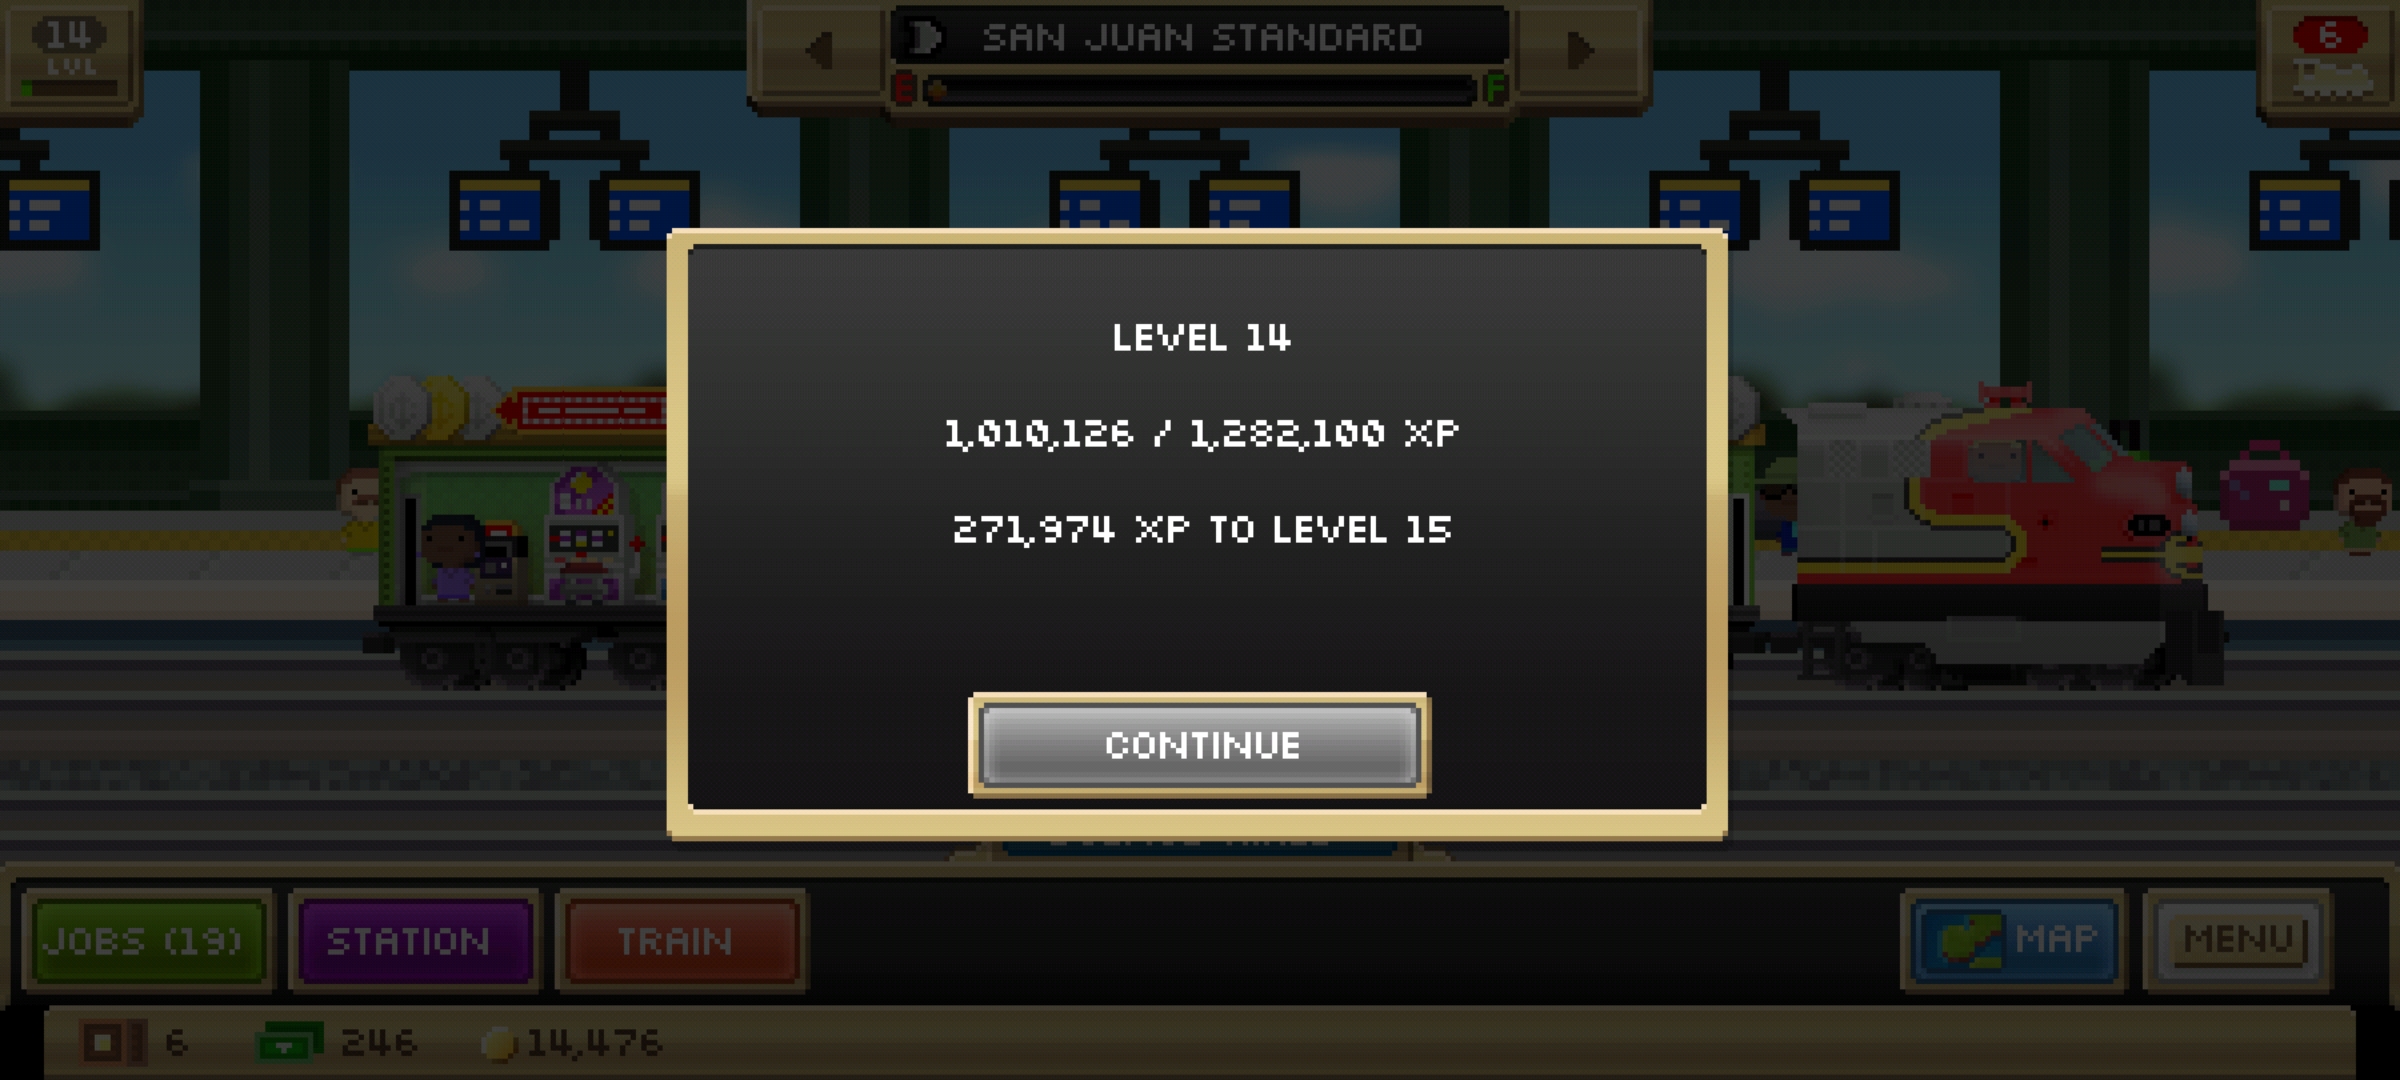 14
LVL
SAN JUAN STANDARD
E
F
6
LEVEL 14
1,010,126 / 1,282,100 XP
271,974 XP TO LEVEL 15
CONTINUE
JOBS (19)
STATION
TRAIN
MAP
MENU
6
246
14,476